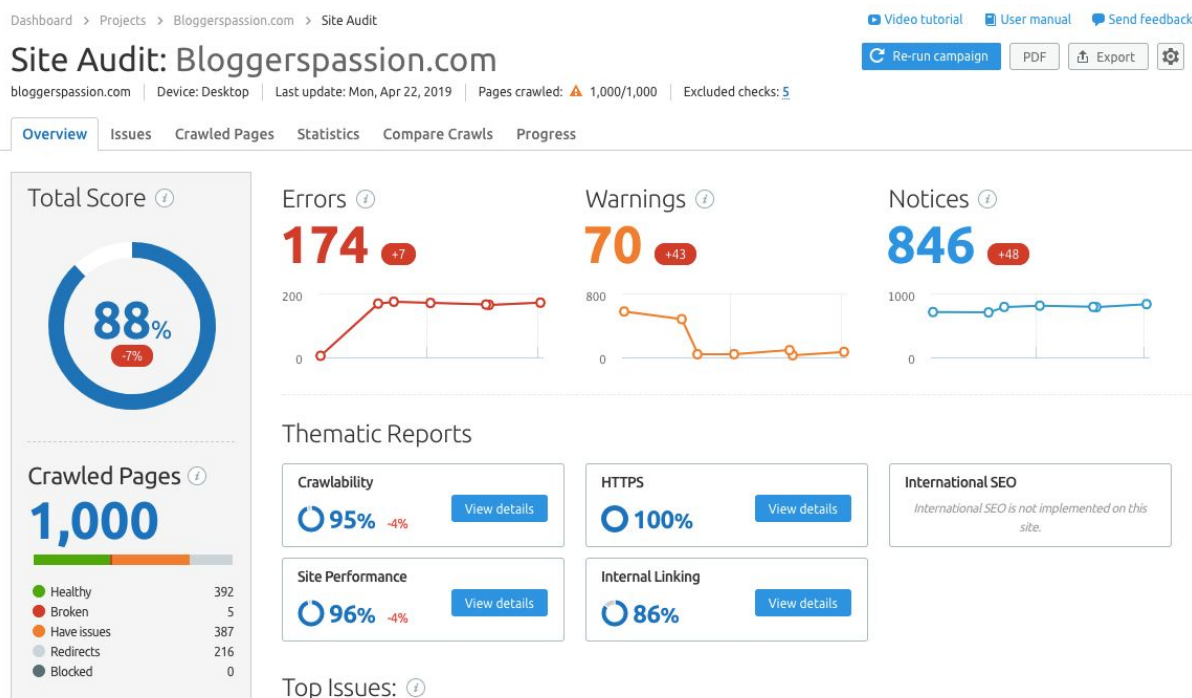 Dashboard > Projects > Bloggerspassion.com > Site Audit
Video tutorial User manual Send feedback
Site Audit: Bloggerspassion.com
Re-run campaign PDF Export
bloggerspassion.com Device: Desktop Last update: Mon, Apr 22, 2019 Pages crawled: 1,000/1,000 Excluded checks: 5
Overview Issues Crawled Pages Statistics Compare Crawls Progress
Total Score i
88%
-7%
Crawled Pages i
1,000
Healthy 392
Broken 5
Have issues 387
Redirects 216
Blocked 0
Errors i
174 +7
200
0
Warnings i
70 +43
800
0
Notices i
846 +48
1000
0
Thematic Reports
Crawlability
95% -4% View details
HTTPS
100% View details
International SEO
International SEO is not implemented on this
site.
Site Performance
96% -4% View details
Internal Linking
86% View details
Top Issues: i